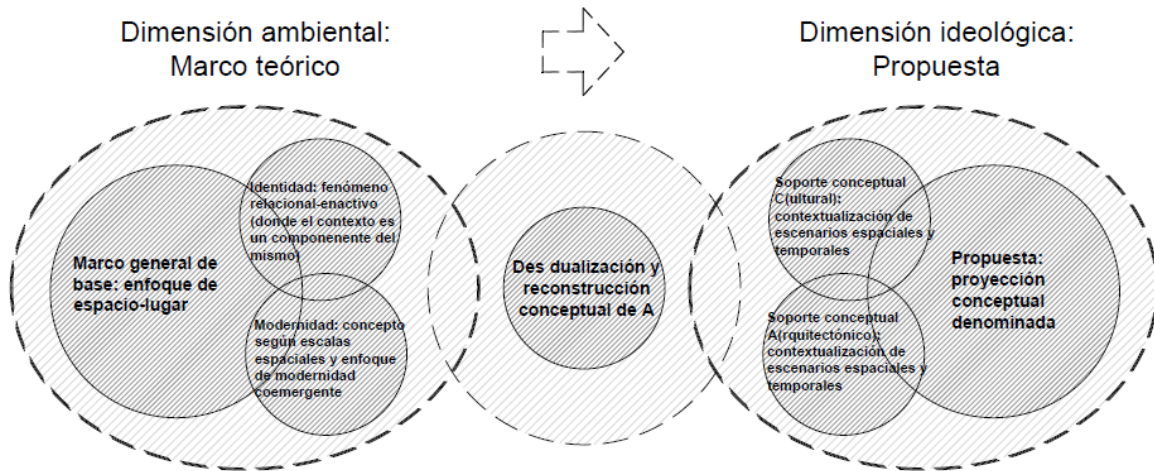 Dimensión ambiental:
Marco teórico
Dimensión ideológica:
Propuesta
Identidad: fenómeno
relacional-enactivo
(donde el contexto es
un componenente del
mismo)
Marco general de
base: enfoque de
espacio-lugar
Modernidad: concepto
según escalas
espaciales y enfoque
de modernidad
coemergente
Des dualización y
reconstrucción
conceptual de A
Soporte conceptual
C(ultural):
contextualización de
escenarios espaciales y
temporales
Soporte conceptual
A(rquitectónico):
contextualización de
escenarios espaciales y
temporales
Propuesta:
proyección
conceptual
denominada